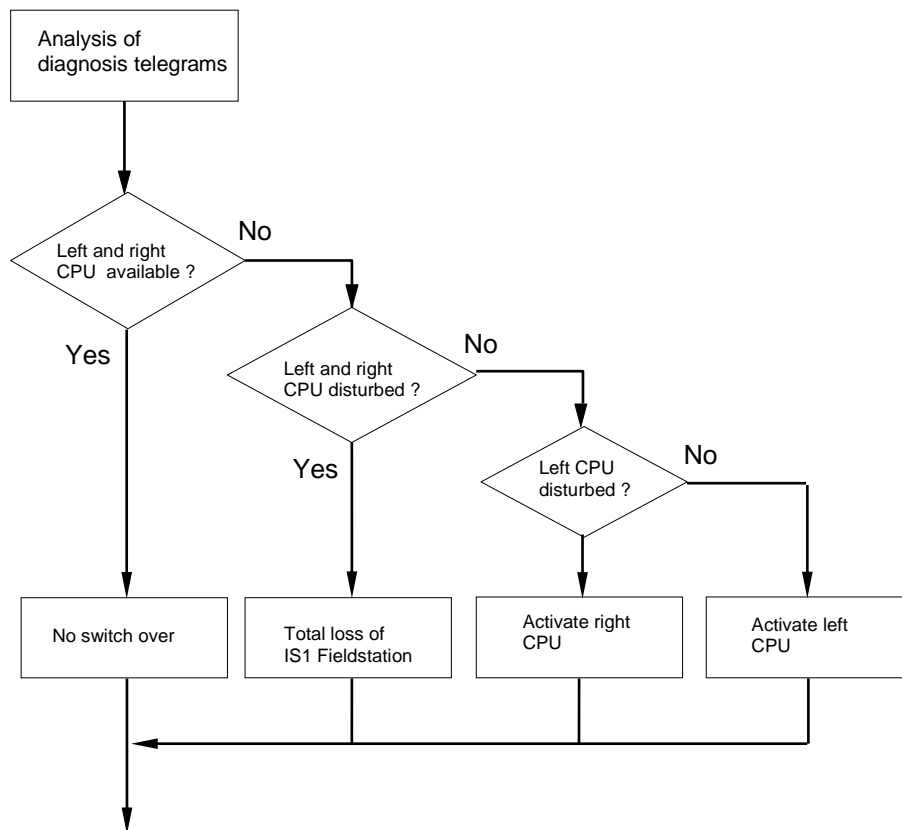 Analysis of
diagnosis telegrams
Left and right
CPU available ?
No
Yes
Left and right
CPU disturbed ?
No
Yes
Left CPU
disturbed ?
No
No switch over
Total loss of
IS1 Fieldstation
Activate right
CPU
Activate left
CPU